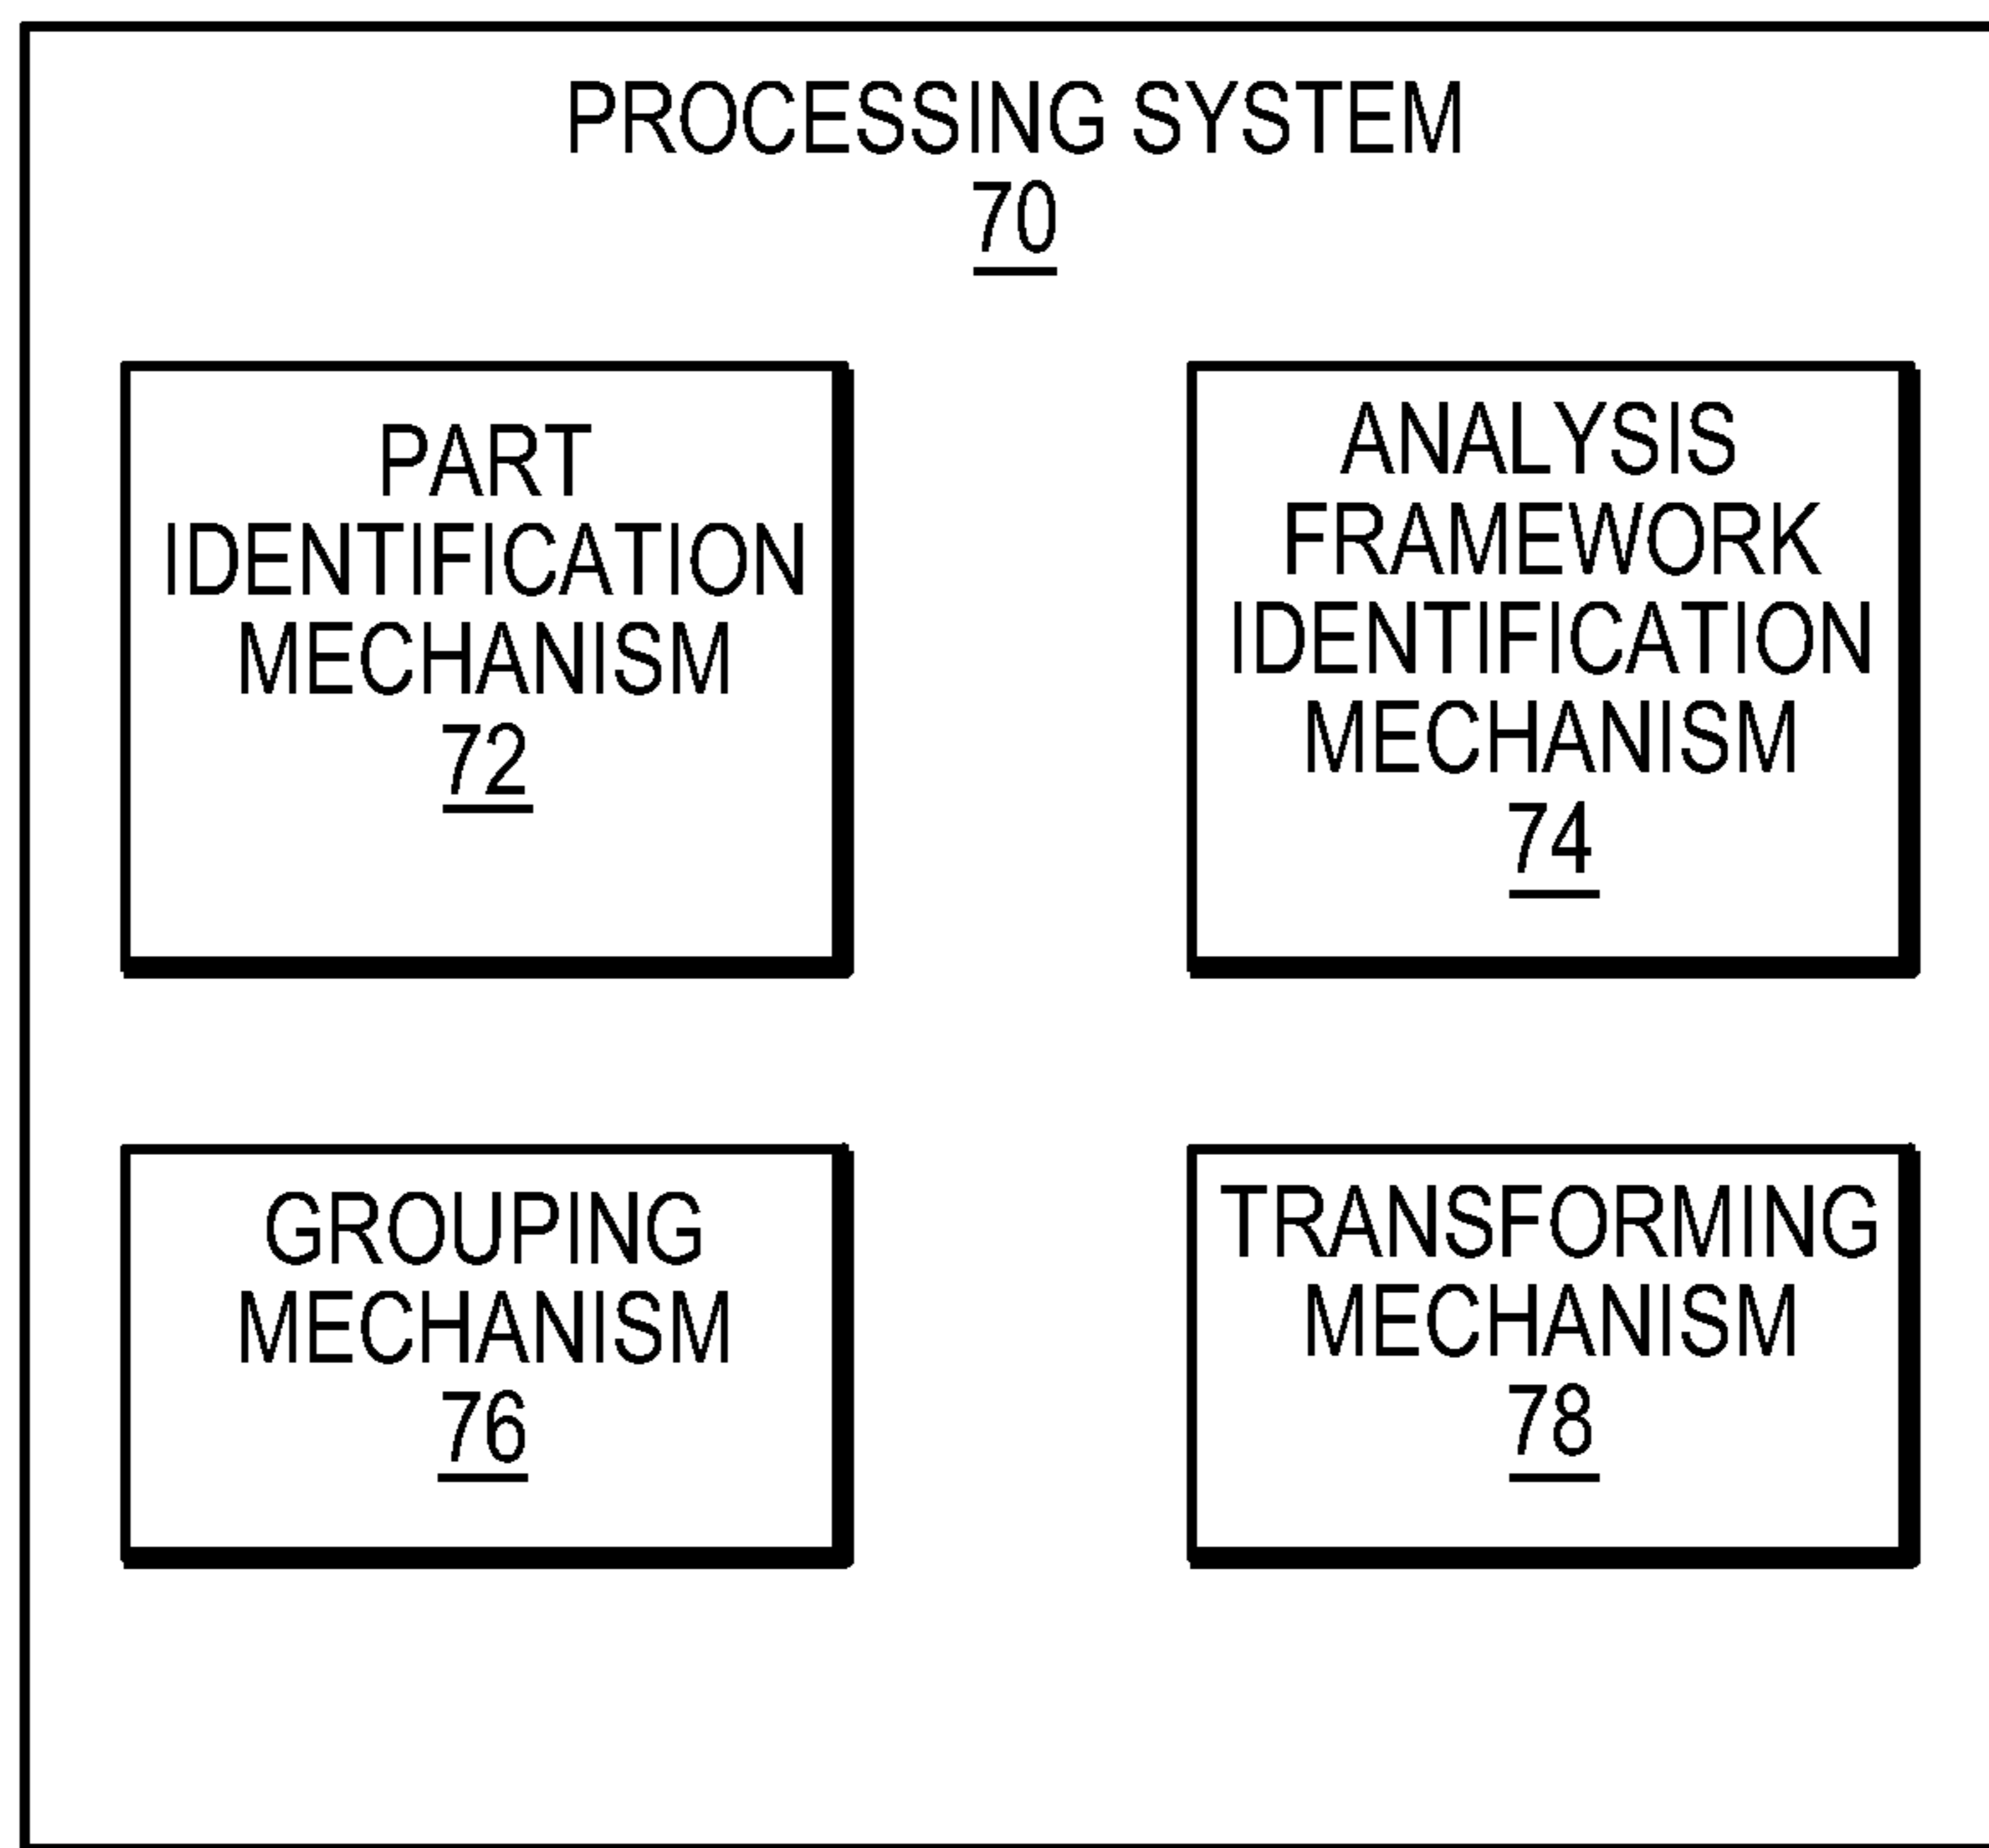 PROCESSING SYSTEM
70
PART
IDENTIFICATION
MECHANISM
72
ANALYSIS
FRAMEWORK
IDENTIFICATION
MECHANISM
74
GROUPING
MECHANISM
76
TRANSFORMING
MECHANISM
78